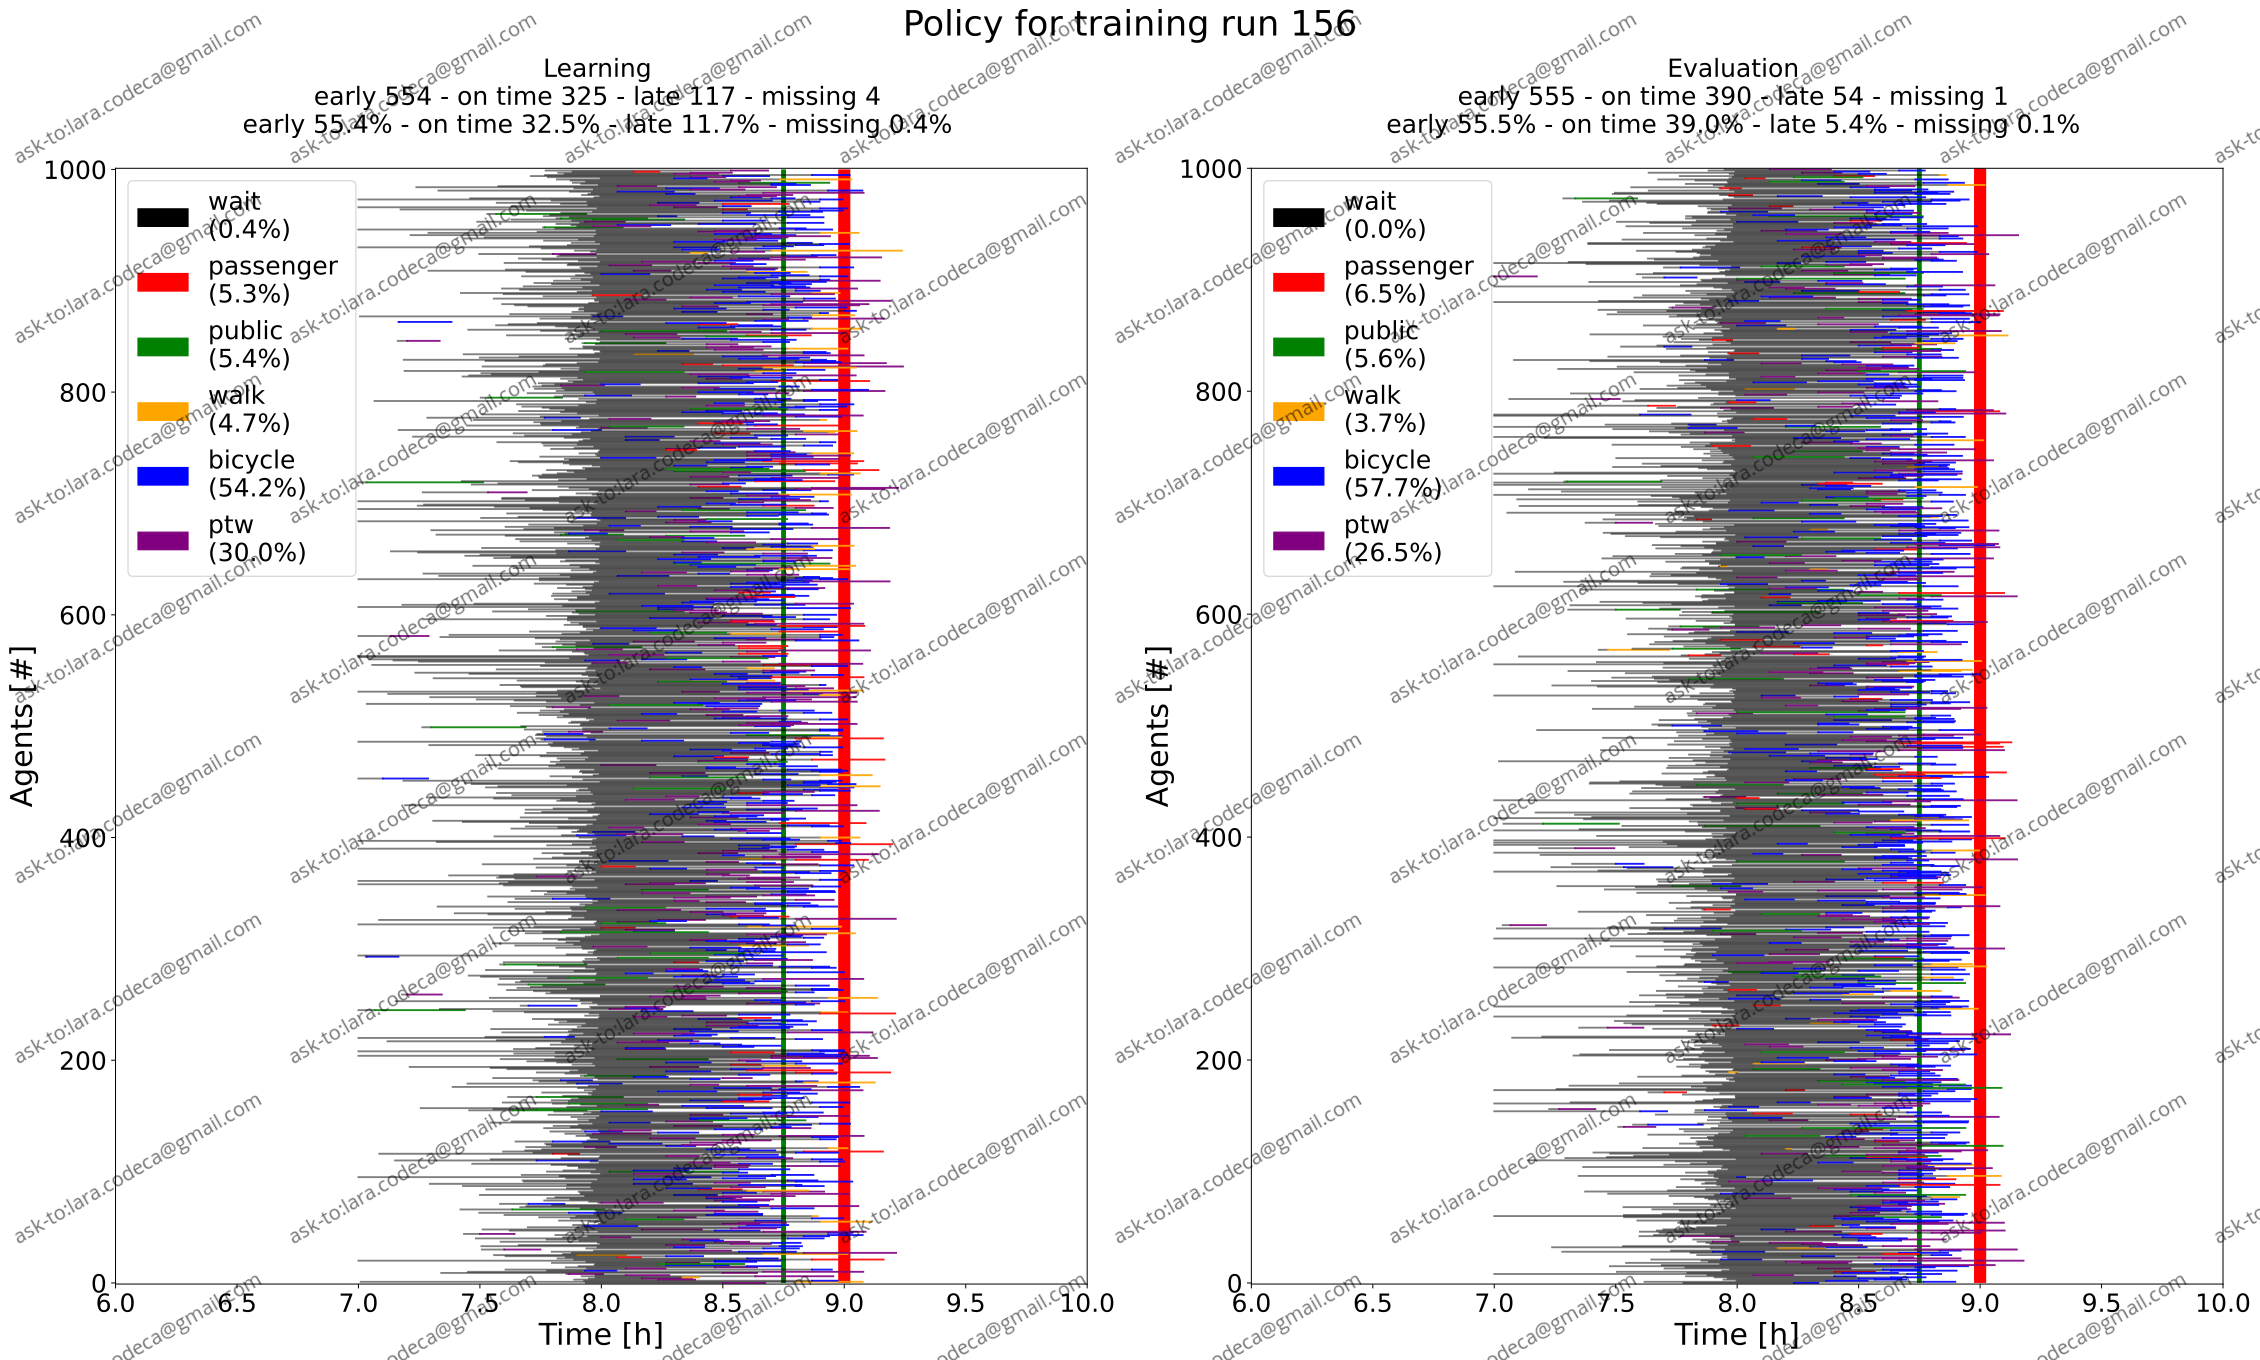 Policy for training run 156
Learning
early 554 - on time 325 - late 117 - missing 4
early 55.4% - on time 32.5% - late 11.7% - missing 0.4%
1000
800
600
400
200
0
Agents [#]
wait
(0.4%)
passenger
(5.3%)
public
(5.4%)
walk
(4.7%)
bicycle
(54.2%)
ptw
(30.0%)
6.0 6.5 7.0 7.5 8.0 8.5 9.0 9.5 10.0
Time [h]
Evaluation
early 555 - on time 390 - late 54 - missing 1
early 55.5% - on time 39.0% - late 5.4% - missing 0.1%
1000
800
600
400
200
0
Agents [#]
wait
(0.0%)
passenger
(6.5%)
public
(5.6%)
walk
(3.7%)
bicycle
(57.7%)
ptw
(26.5%)
6.0 6.5 7.0 7.5 8.0 8.5 9.0 9.5 10.0
Time [h]
ask-to:lara.codeca@gmail.com